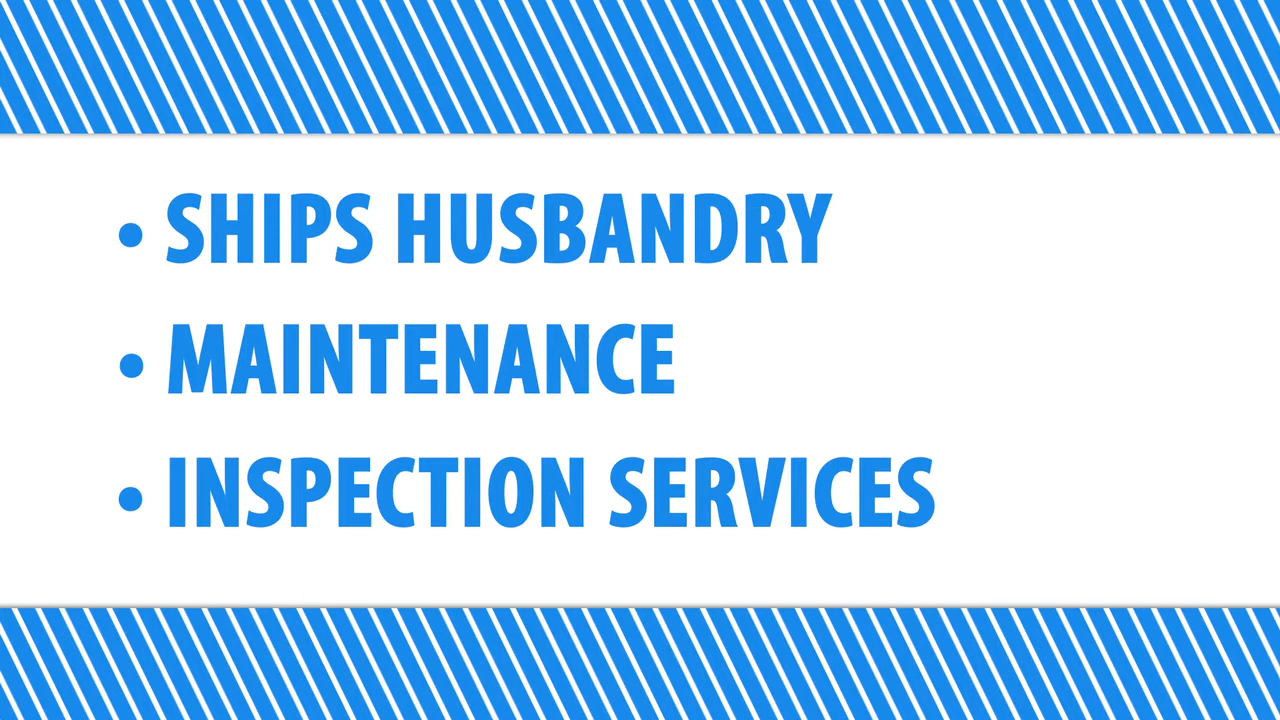 • SHIPS HUSBANDRY
• MAINTENANCE
• INSPECTION SERVICES